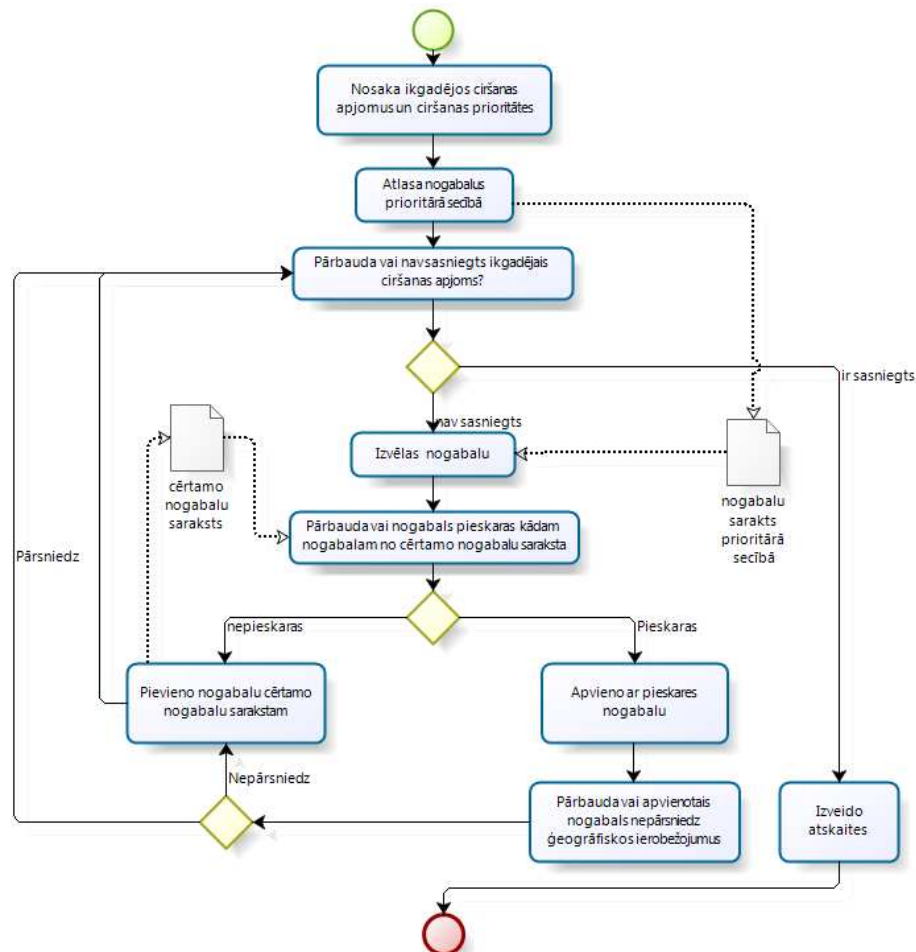 Nosaka ikgadējos ciršanas
apjomus un ciršanas prioritātes
Atlasa nogabalus
prioritārā secībā
Pārbauda vai nav sasniegts ikgadējais
ciršanas apjoms?
ir sasniegts
nav sasniegts
Izvēlas nogabalu
cērtamo
nogabalu
saraksts
nogabalu
sarakts
prioritārā
secībā
Pārbauda vai nogabals pieskaras kādam
nogabalam no cērtamo nogabalu saraksta
Pārsniedz
nepieskaras
Pieskaras
Pievieno nogabalu cērtamo
nogabalu sarakstam
Apvieno ar pieskares
nogabalu
Nepārsniedz
Pārbauda vai apvienotais
nogabals nepārsniedz
ģeogrāfiskos ierobežojumus
Izveido
atskaites